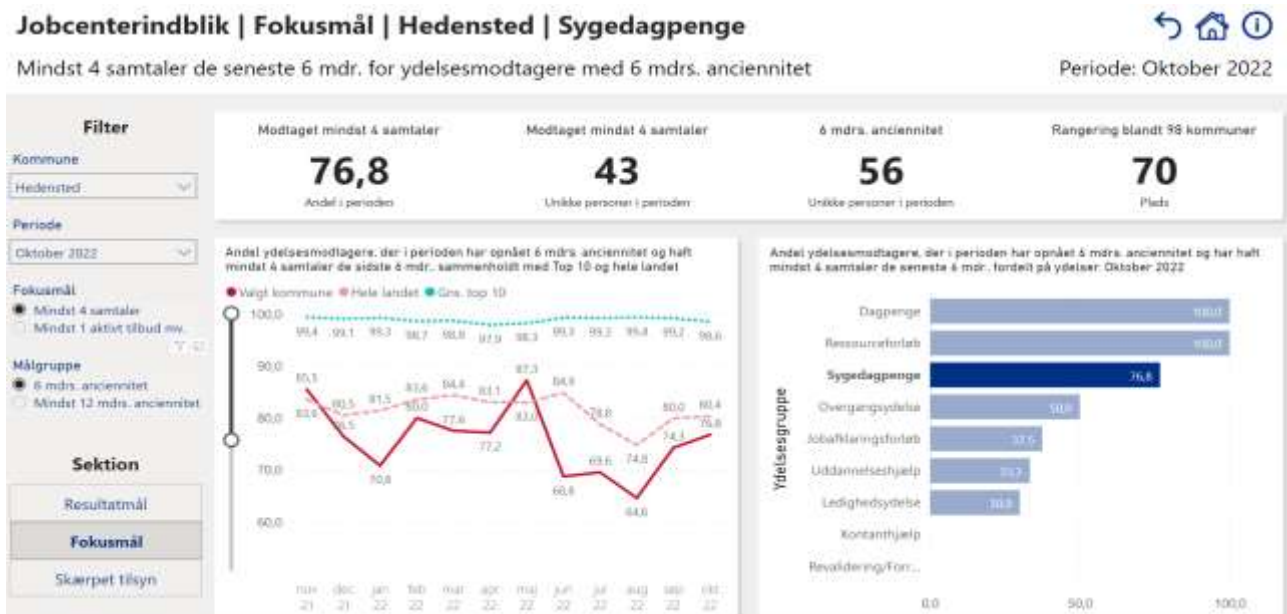 Jobcenterindblik | Fokusmål | Hedensted | Sygedagpenge
Mindst 4 samtaler de seneste 6 mdr. for ydelsesmodtagere med 6 mdrs. anciennitet
Periode: Oktober 2022
Filter
Kommune
Hedensted
Periode
Oktober 2022
Fokusmål
Mindst 4 samtaler
Mindst 1 aktivt tilbud mv.
Målgruppe
6 mdrs. anciennitet
Mindst 12 mdrs. anciennitet
Sektion
Resultatmål
Fokusmål
Skærpet tilsyn
Modtaget mindst 4 samtaler
76,8
Andel i perioden
Modtaget mindst 4 samtaler
43
Unikke personer i perioden
6 mdrs. anciennitet
56
Unikke personer i perioden
Rangering blandt 98 kommuner
70
Plads
Andel ydelsesmodtagere, der i perioden har opnået 6 mdrs. anciennitet og haft
mindst 4 samtaler de sidste 6 mdr., sammenholdt med Top 10 og hele landet
Valgt kommune Hele landet Gns. top 10
100,0
99,4 99,1 99,3 98,7 98,8 97,9 98,3 99,3 99,3 99,4 99,2 98,6
90,0
85,5 80,5 81,5 83,6 84,4 83,1 87,3 84,9 78,8 80,0 80,4
80,0
76,5 80,0 77,6 77,2 83,0 74,3 76,8
70,0
70,8 69,6 74,8
64,6
60,0
nov. dec. jan. feb. mar. apr. maj jun. jul. aug. sep. okt.
21 21 22 22 22 22 22 22 22 22 22 22
Andel ydelsesmodtagere, der i perioden har opnået 6 mdrs. anciennitet og har haft
mindst 4 samtaler de seneste 6 mdr. fordelt på ydelser. Oktober 2022
Ydelsesgruppe
Dagpenge 100,0
Ressourceforløb 100,0
Sygedagpenge 76,8
Overgangsydelse 50,0
Jobafklaringsforløb 37,5
Uddannelseshjælp 33,3
Ledighedsydelse 30,0
Kontanthjælp
Revalidering/Forr...
0,0 50,0 100,0